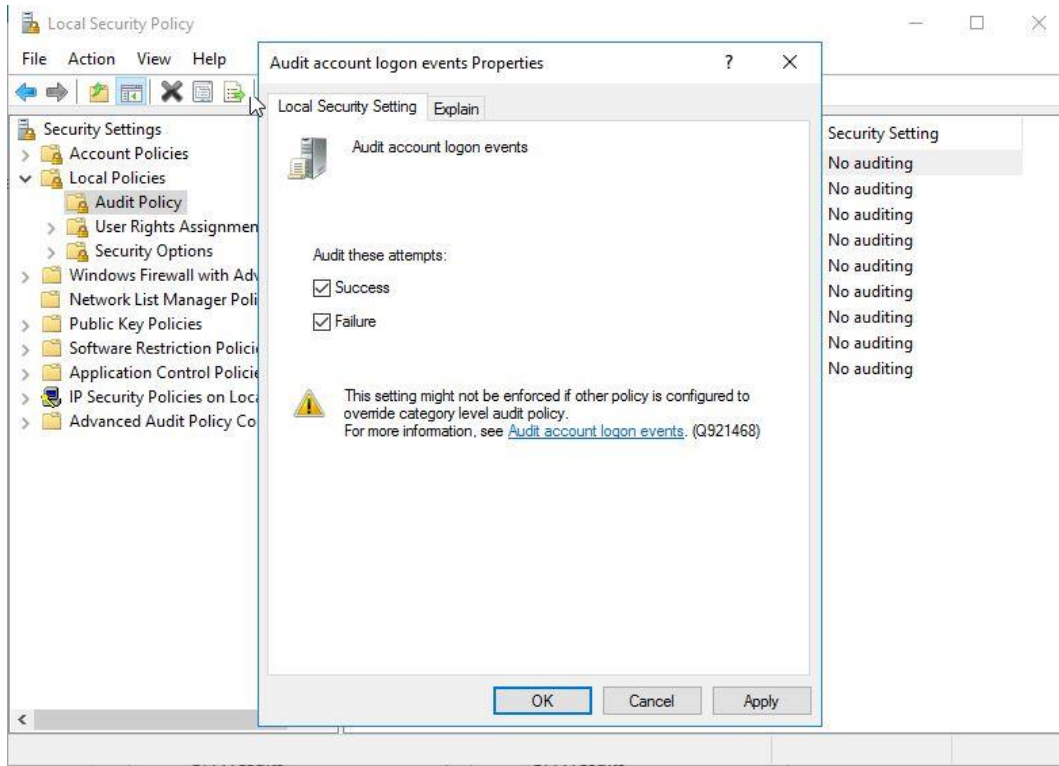 Local Security Policy
File Action View Help
Security Settings
Account Policies
Local Policies
Audit Policy
User Rights Assignmen
Security Options
Windows Firewall with Adv
Network List Manager Poli
Public Key Policies
Software Restriction Polici
Application Control Policie
IP Security Policies on Loca
Advanced Audit Policy Co
Audit account logon events Properties
Local Security Setting Explain
Audit account logon events
Audit these attempts:
Success
Failure
This setting might not be enforced if other policy is configured to
override category level audit policy.
For more information, see Audit account logon events. (Q921468)
OK Cancel Apply
Security Setting
No auditing
No auditing
No auditing
No auditing
No auditing
No auditing
No auditing
No auditing
No auditing